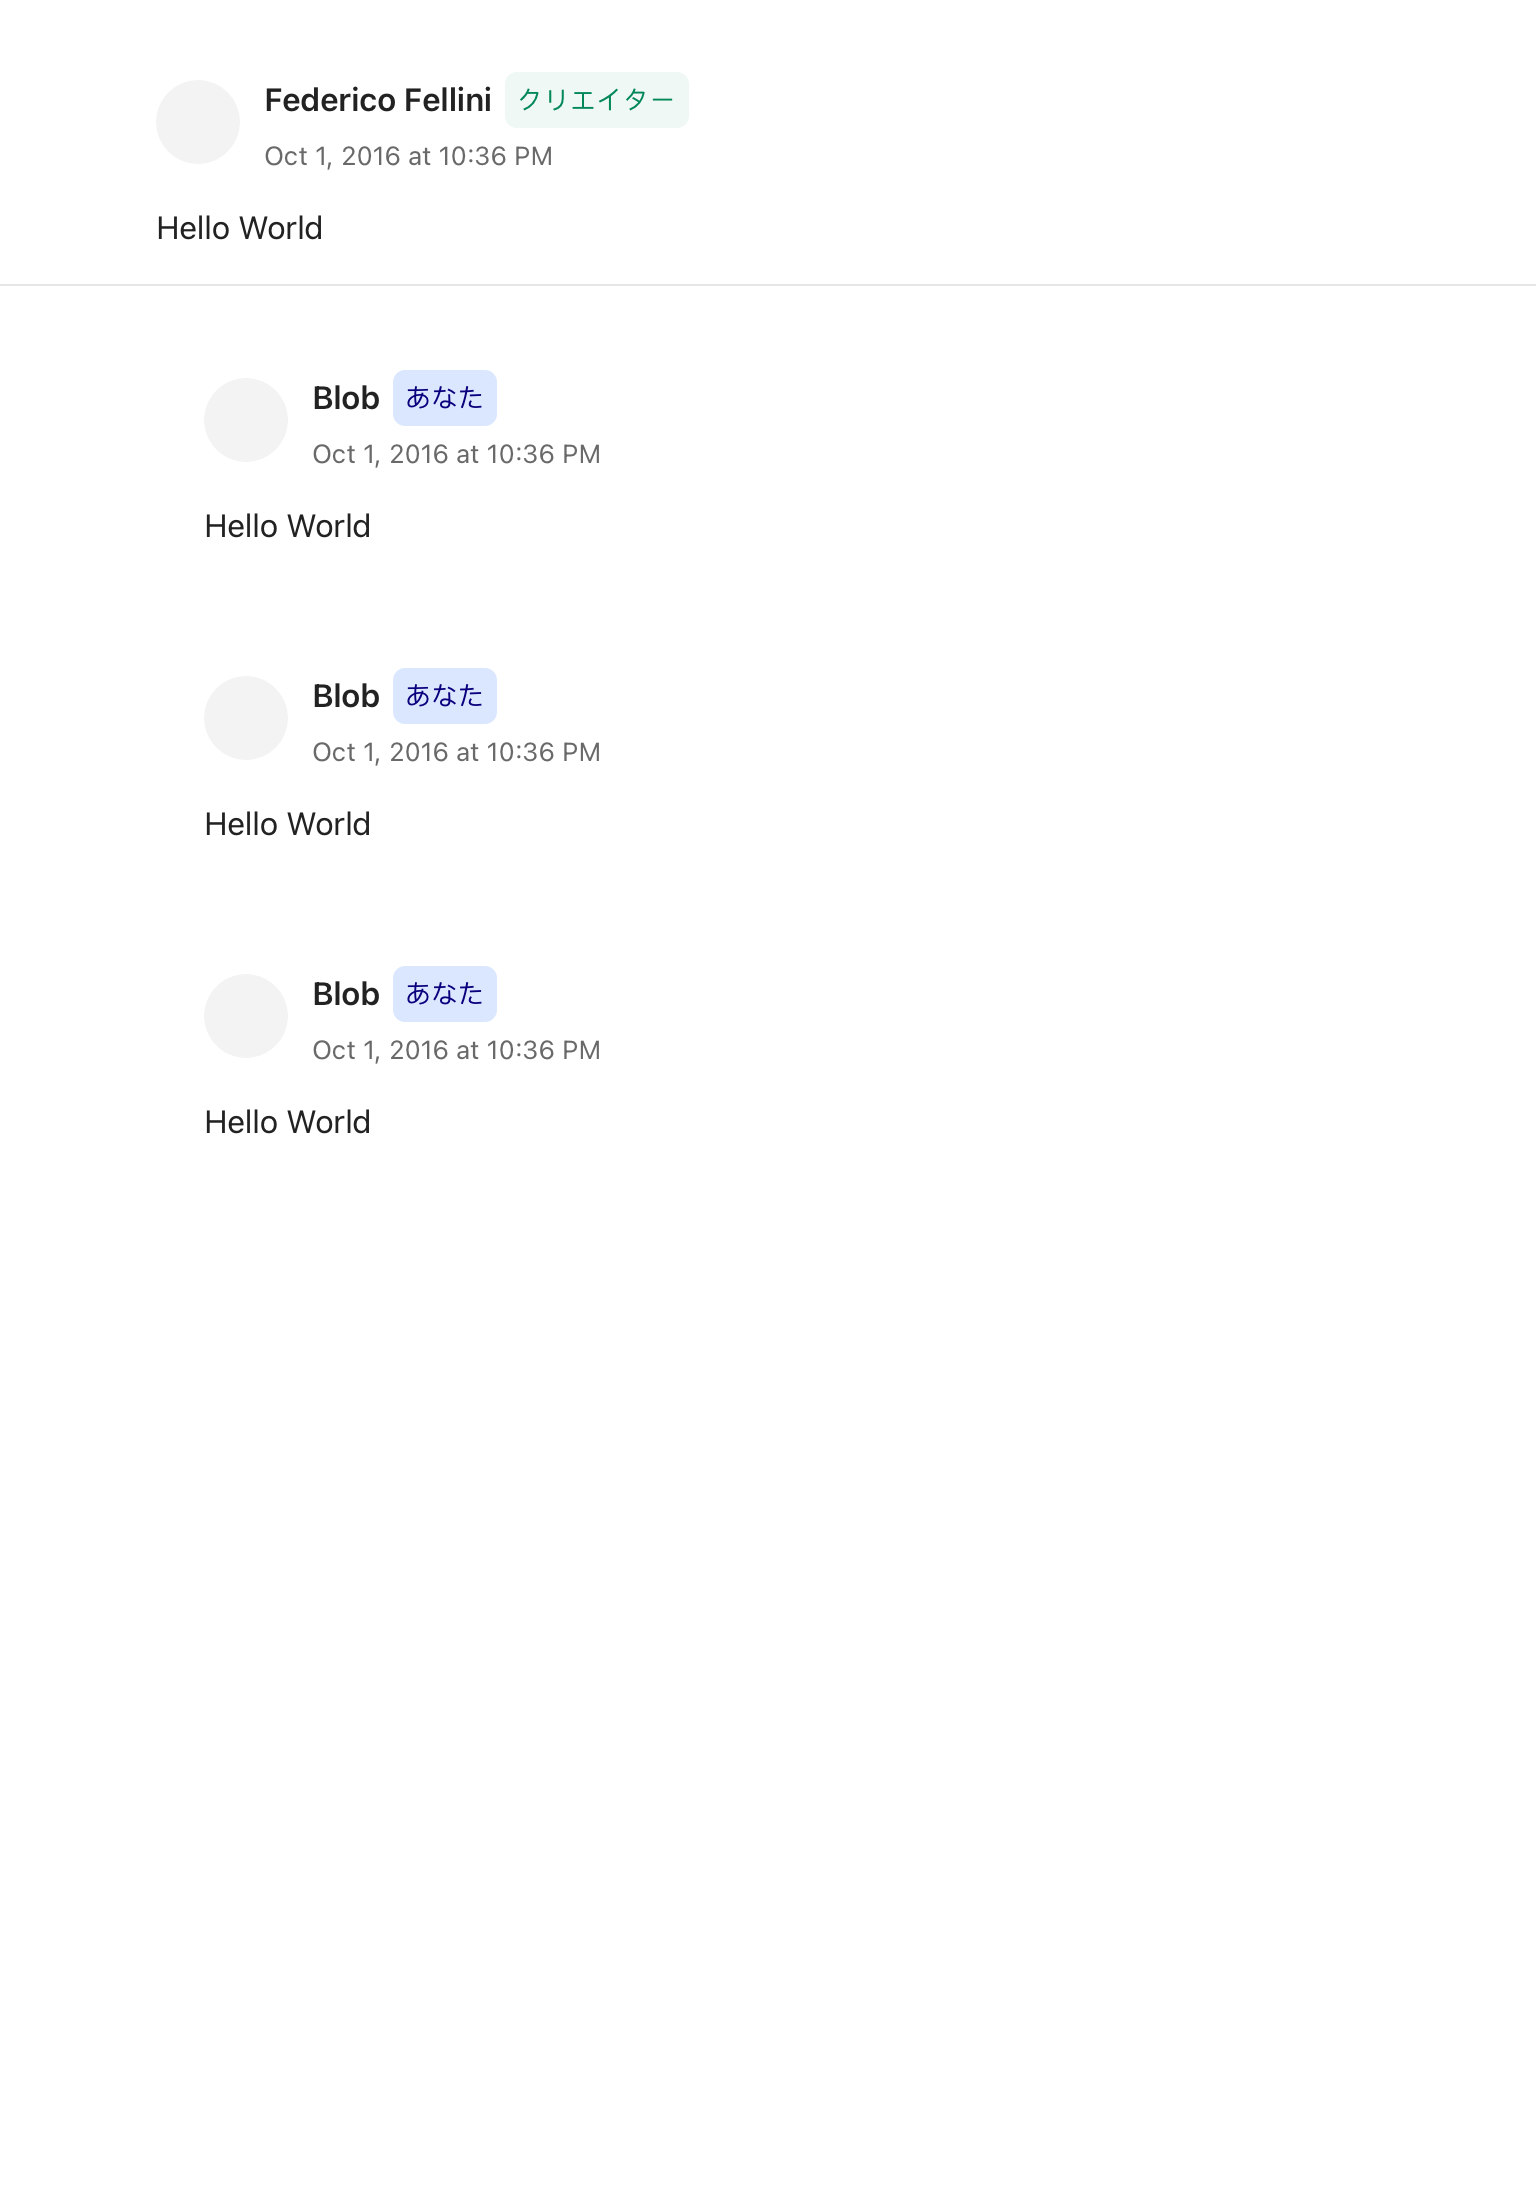 Federico Fellini クリエイター
Oct 1, 2016 at 10:36 PM
Hello World
Blob あなた
Oct 1, 2016 at 10:36 PM
Hello World
Blob あなた
Oct 1, 2016 at 10:36 PM
Hello World
Blob あなた
Oct 1, 2016 at 10:36 PM
Hello World